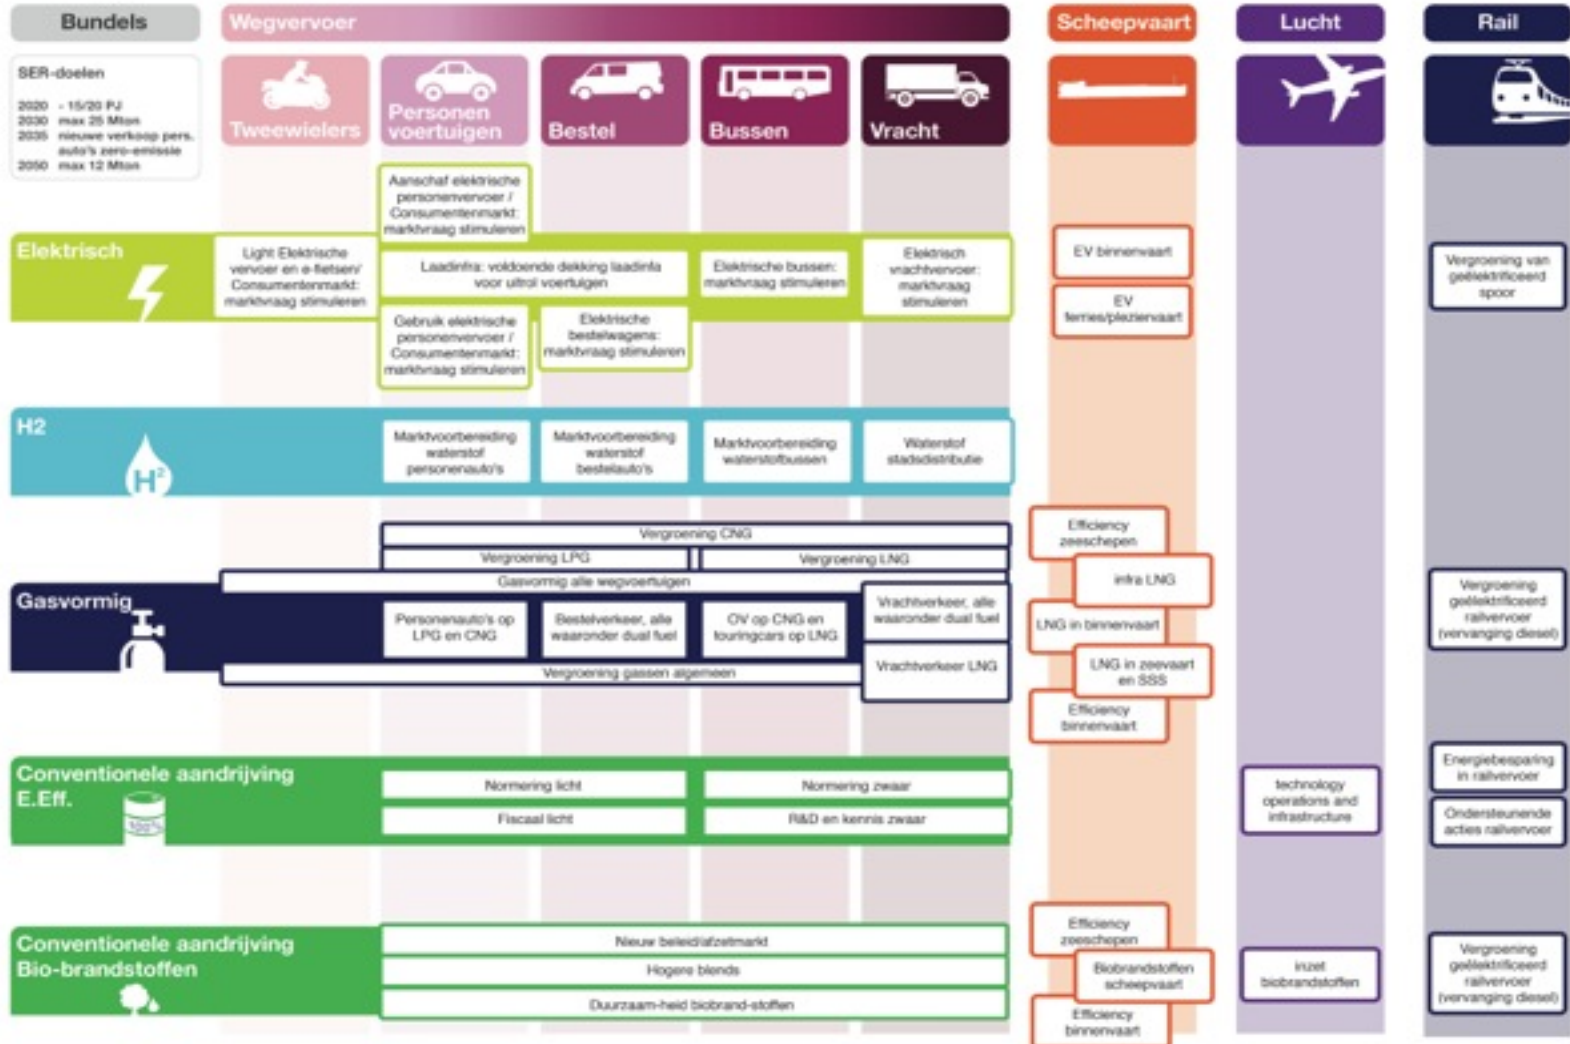 Bundels
Wegvervoer
Scheepvaart
Lucht
Rail
SER-doelen
2020 - 15/20 PJ
2030 max 25 Mton
2035 nieuwe verkoop pers.
auto's zero-emissie
2050 max 12 Mton
Tweewielers
Personen
voertuigen
Bestel
Bussen
Vracht
Elektrisch
Aanschaf elektrische
personenvervoer /
Consumentenmarkt:
marktvraag stimuleren
Light Elektrische
vervoer en e-fietsen/
Consumentenmarkt:
marktvraag stimuleren
Laadinfra: voldoende dekking laadinfa
voor uitrol voertuigen
Elektrische bussen:
marktvraag stimuleren
Elektrisch
vrachtvervoer:
marktvraag
stimuleren
Gebruik elektrische
personenvervoer /
Consumentenmarkt:
marktvraag stimuleren
Elektrische
bestelwagens:
marktvraag stimuleren
EV binnenvaart
EV
ferries/pleziervaart
Vergroening van
geëlektrificeerd
spoor
H2
H²
Marktvoorbereiding
waterstof
personenauto's
Marktvoorbereiding
waterstof
bestelauto's
Marktvoorbereiding
waterstofbussen
Waterstof
stadsdistributie
Gasvormig
Vergroening CNG
Vergroening LPG
Vergroening LNG
Gasvormig alle wegvoertuigen
Personenauto's op
LPG en CNG
Bestelverkeer, alle
waaronder dual fuel
OV op CNG en
touringcars op LNG
Vrachtverkeer, alle
waaronder dual fuel
Vrachtverkeer LNG
Vergroening gassen algemeen
Efficiency
zeeschepen
infra LNG
LNG in binnenvaart
LNG in zeevaart
en SSS
Efficiency
binnenvaart
Vergroening
geëlektrificeerd
railvervoer
(vervanging diesel)
Conventionele aandrijving
E.Eff.
100%
Normering licht
Normering zwaar
Fiscaal licht
R&D en kennis zwaar
technology
operations and
infrastructure
Energiebesparing
in railvervoer
Ondersteunende
acties railvervoer
Conventionele aandrijving
Bio-brandstoffen
Nieuw beleid/afzetmarkt
Hogere blends
Duurzaam-heid biobrand-stoffen
Efficiency
zeeschepen
Biobrandstoffen
scheepvaart
Efficiency
binnenvaart
inzet
biobrandstoffen
Vergroening
geëlektrificeerd
railvervoer
(vervanging diesel)